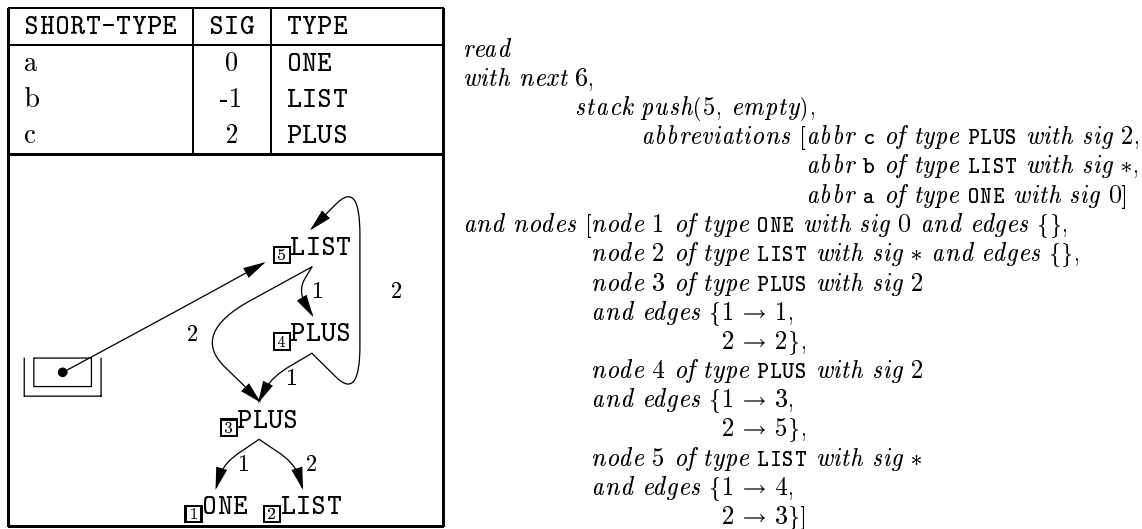 SHORT-TYPE SIG TYPE
a 0 ONE
b -1 LIST
c 2 PLUS
5 LIST
1 2
2
4 PLUS
1
3 PLUS
1 2
1 ONE 2 LIST
read
with next 6,
stack push(5, empty),
abbreviations [abbr c of type PLUS with sig 2,
abbr b of type LIST with sig *,
abbr a of type ONE with sig 0]
and nodes [node 1 of type ONE with sig 0 and edges {},
node 2 of type LIST with sig * and edges {},
node 3 of type PLUS with sig 2
and edges {1 → 1,
2 → 2},
node 4 of type PLUS with sig 2
and edges {1 → 3,
2 → 5},
node 5 of type LIST with sig *
and edges {1 → 4,
2 → 3}]